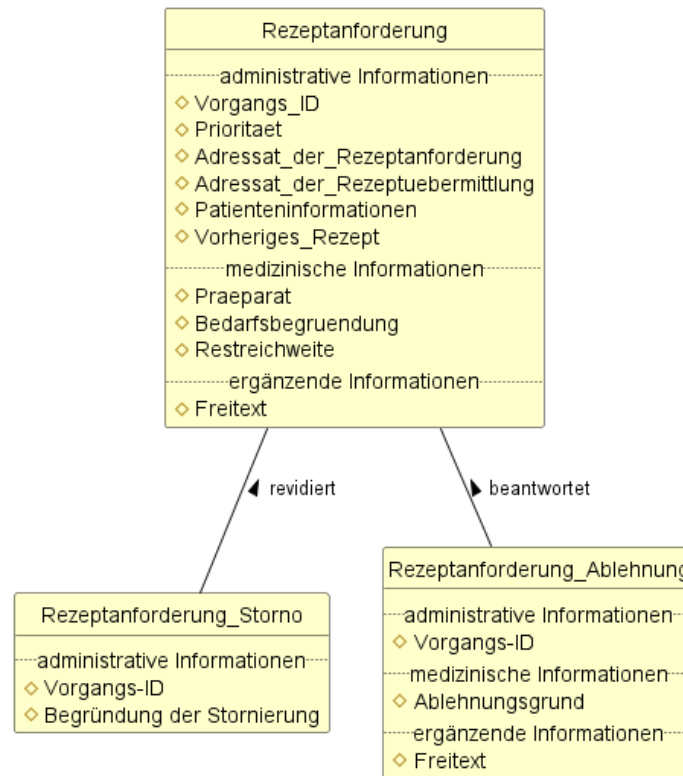 Rezeptanforderung
administrative Informationen
Vorgangs_ID
Prioritaet
Adressat_der_Rezeptanforderung
Adressat_der_Rezeptuebermittlung
Patienteninformationen
Vorheriges_Rezept
medizinische Informationen
Praeparat
Bedarfsbegruendung
Restreichweite
ergänzende Informationen
Freitext
revidiert
beantwortet
Rezeptanforderung_Storno
administrative Informationen
Vorgangs-ID
Begründung der Stornierung
Rezeptanforderung_Ablehnung
administrative Informationen
Vorgangs-ID
medizinische Informationen
Ablehnungsgrund
ergänzende Informationen
Freitext